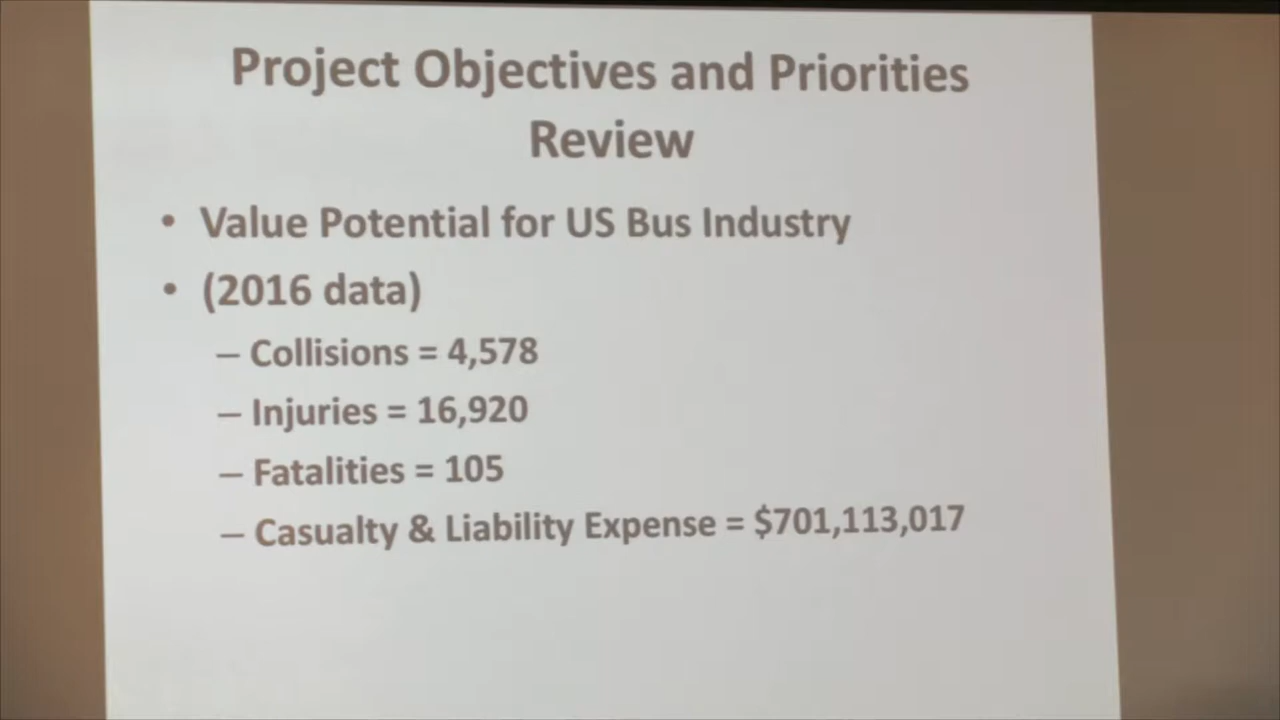 Project Objectives and Priorities
Review
• Value Potential for US Bus Industry
• (2016 data)
– Collisions = 4,578
– Injuries = 16,920
– Fatalities = 105
– Casualty & Liability Expense = $701,113,017